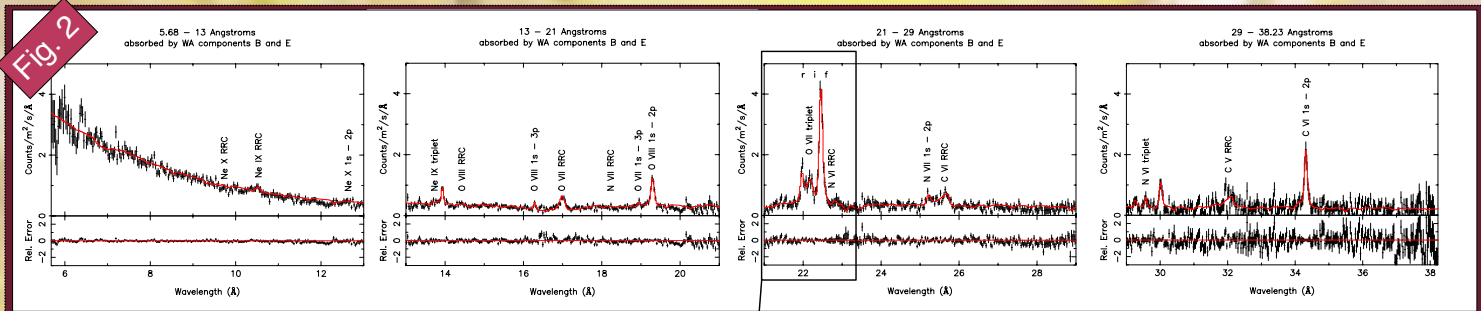 Fig. 2
5.68 – 13 Angstroms
absorbed by WA components B and E
Counts/m²/s/Å
4
2
0
Ne X RRC
Ne IX RRC
Ne X 1s – 2p
Rel. Error
2
0
−2
6 8 10 12
Wavelength (Å)
13 – 21 Angstroms
absorbed by WA components B and E
Counts/m²/s/Å
4
2
0
Ne IX triplet
O VIII RRC
O VIII 1s – 3p
O VII RRC
N VII RRC
O VII 1s – 3p
O VIII 1s – 2p
Rel. Error
2
0
−2
14 16 18 20
Wavelength (Å)
21 – 29 Angstroms
absorbed by WA components B and E
Counts/m²/s/Å
4
2
0
r i f
O VII triplet
N VI RRC
N VII 1s – 2p
C VI RRC
Rel. Error
2
0
−2
22 24 26 28
Wavelength (Å)
29 – 38.23 Angstroms
absorbed by WA components B and E
Counts/m²/s/Å
4
2
0
N VI triplet
C V RRC
C VI 1s – 2p
Rel. Error
2
0
−2
30 32 34 36 38
Wavelength (Å)